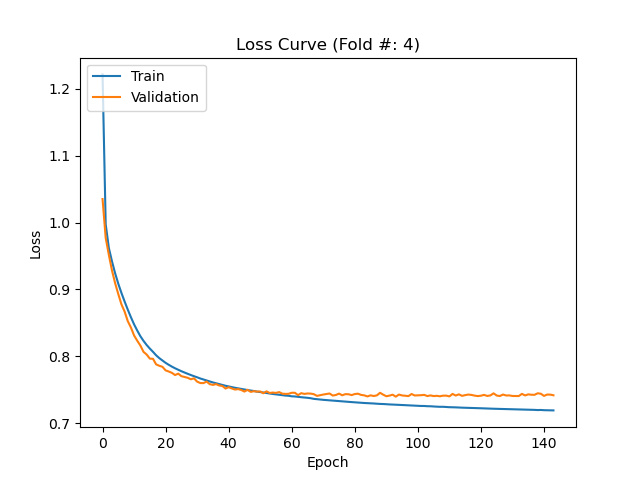 Loss Curve (Fold #: 4)
Train
Validation
1.2
1.1
1.0
0.9
0.8
0.7
Loss
0 20 40 60 80 100 120 140
Epoch